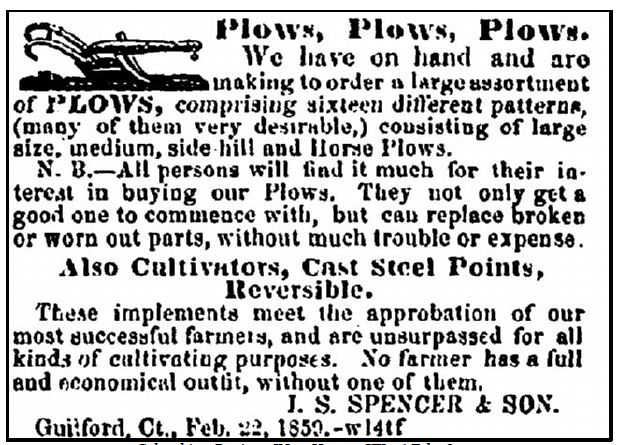 Plows, Plows, Plows.
We have on hand and are
making to order a large assortment
of PLOWS, comprising sixteen different patterns,
(many of them very desirable,) consisting of large
size, medium, side hill and Horse Plows.
N. B.—All persons will find it much for their in-
terest in buying our Plows. They not only get a
good one to commence with, but can replace broken
or worn out parts, without much trouble or expense.
Also Cultivators, Cast Steel Points,
Reversible.
These implements meet the approbation of our
most successful farmers, and are unsurpassed for all
kinds of cultivating purposes. No farmer has a full
and economical outfit, without one of them.
J. S. SPENCER & SON.
Guilford, Ct., Feb. 22, 1859.-w14tf